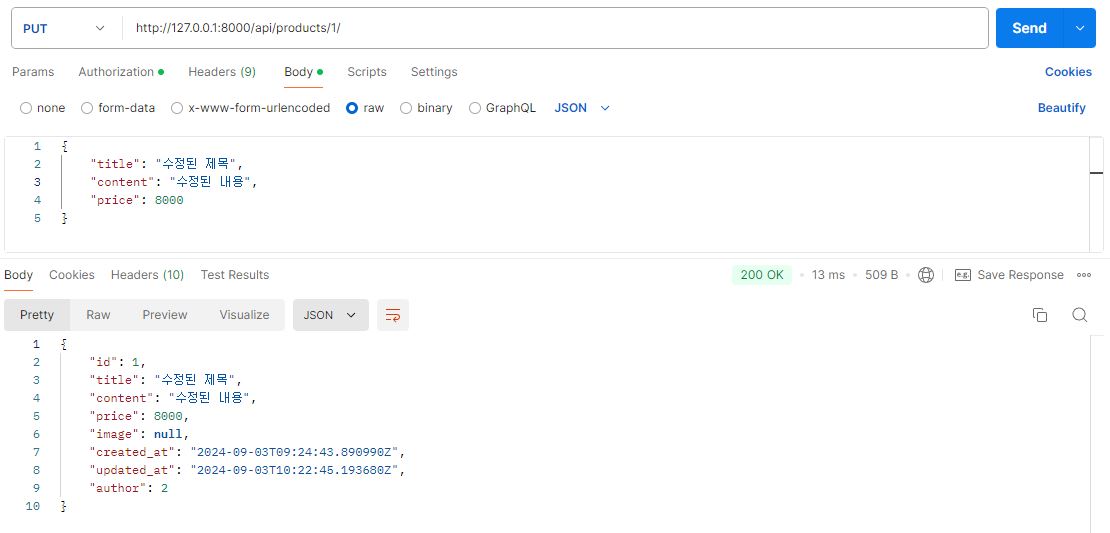 PUT http://127.0.0.1:8000/api/products/1/ Send
Params Authorization Headers (9) Body Scripts Settings Cookies
none form-data x-www-form-urlencoded raw binary GraphQL JSON Beautify
1 {
2 "title": "수정된 제목",
3 "content": "수정된 내용",
4 "price": 8000
5 }
Body Cookies Headers (10) Test Results 200 OK 13 ms 509 B e.g. Save Response
Pretty Raw Preview Visualize JSON
1 {
2 "id": 1,
3 "title": "수정된 제목",
4 "content": "수정된 내용",
5 "price": 8000,
6 "image": null,
7 "created_at": "2024-09-03T09:24:43.890990Z",
8 "updated_at": "2024-09-03T10:22:45.193680Z",
9 "author": 2
10 }